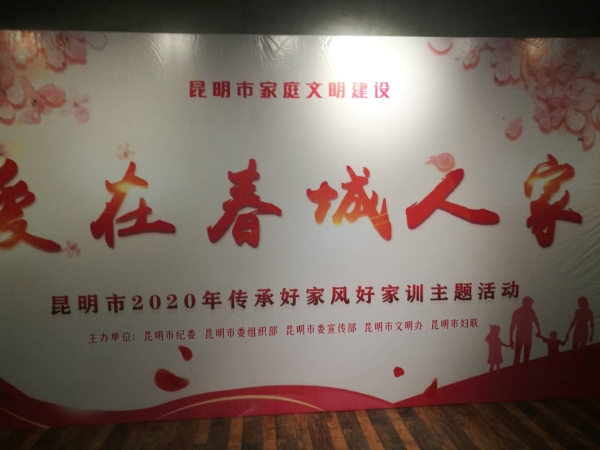 昆明市家庭文明建设
爱在春城人家
昆明市2020年传承好家风好家训主题活动
主办单位: 昆明市纪委 昆明市委组织部 昆明市委宣传部 昆明市文明办 昆明市妇联